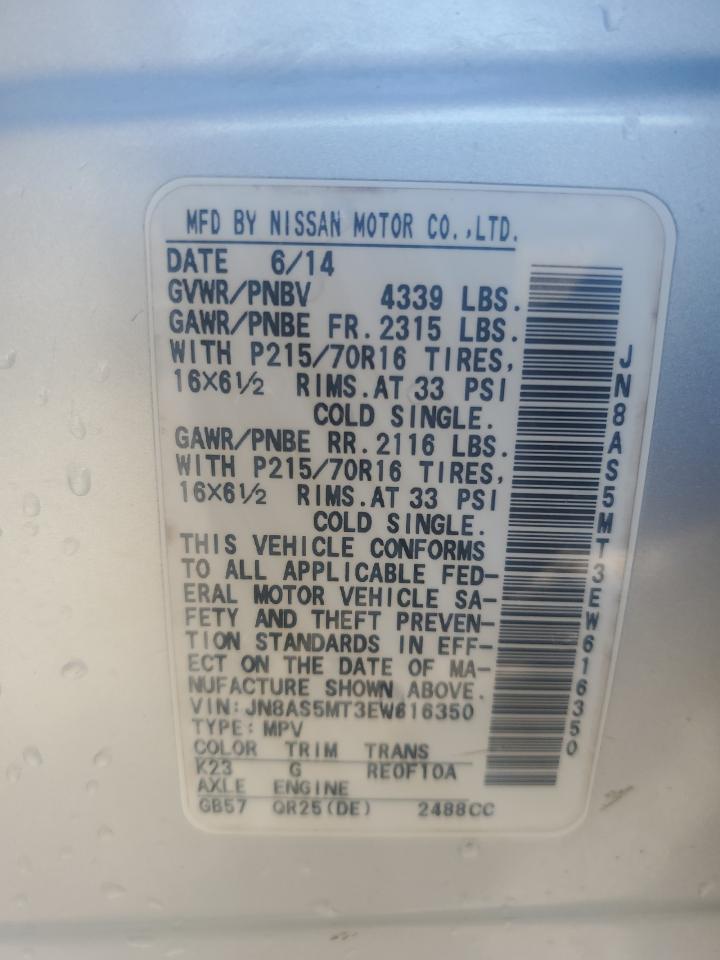 MFD BY NISSAN MOTOR CO.,LTD.
DATE 6/14
GVWR/PNBV 4339 LBS.
GAWR/PNBE FR. 2315 LBS.
WITH P215/70R16 TIRES,
16X6½ RIMS. AT 33 PSI
COLD SINGLE.
GAWR/PNBE RR. 2116 LBS.
WITH P215/70R16 TIRES,
16X6½ RIMS. AT 33 PSI
COLD SINGLE.
THIS VEHICLE CONFORMS
TO ALL APPLICABLE FED-
ERAL MOTOR VEHICLE SA-
FETY AND THEFT PREVEN-
TION STANDARDS IN EFF-
ECT ON THE DATE OF MA-
NUFACTURE SHOWN ABOVE.
VIN: JN8AS5MT3EW616350
TYPE: MPV
COLOR TRIM TRANS
K23 G RE0F10A
AXLE ENGINE
GB57 QR25(DE) 2488CC
JN8AS5MT3EW616350